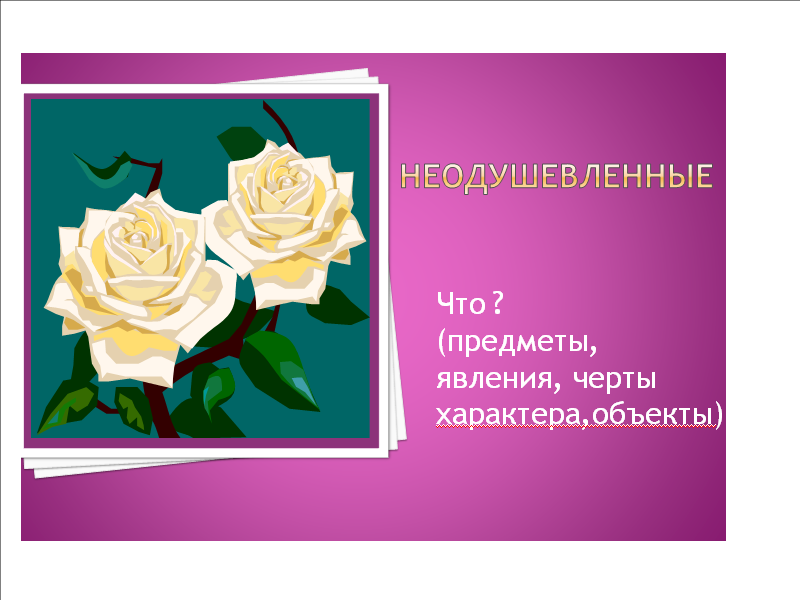 НЕОДУШЕВЛЕННЫЕ
Что ?
(предметы,
явления, черты
характера,объекты)